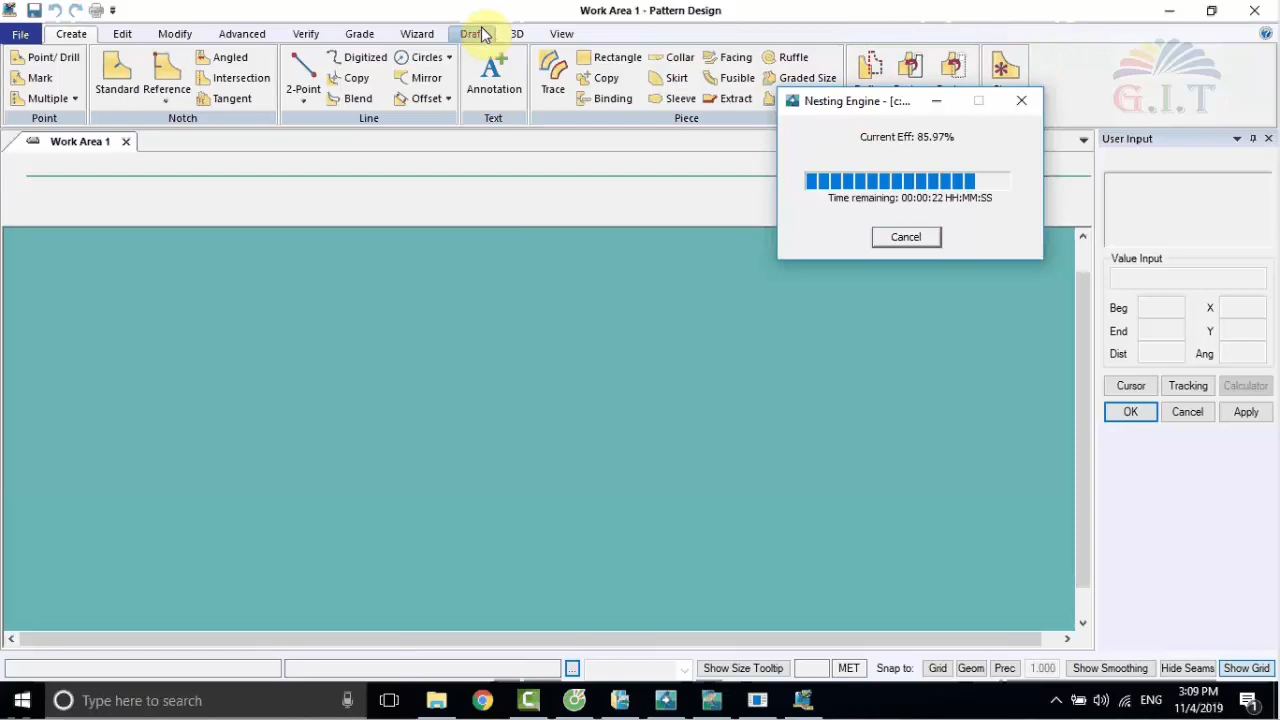 Work Area 1 - Pattern Design
File Create Edit Modify Advanced Verify Grade Wizard Draf 3D View
Point/ Drill Angled Digitized Circles Rectangle Collar Facing Ruffle
Mark Standard Reference Intersection 2-Point Copy Mirror Annotation Trace Copy Skirt Fusible Graded Size
Multiple Tangent Blend Offset Binding Sleeve Extract
Point Notch Line Text Piece
G.I.T
Nesting Engine - [c:...
Current Eff: 85.97%
Time remaining: 00:00:22 HH:MM:SS
Cancel
Work Area 1
User Input
Value Input
Beg X
End Y
Dist Ang
Cursor Tracking Calculator
OK Cancel Apply
... Show Size Tooltip MET Snap to: Grid Geom Prec 1.000 Show Smoothing Hide Seams Show Grid
Type here to search
ENG
3:09 PM
11/4/2019
1